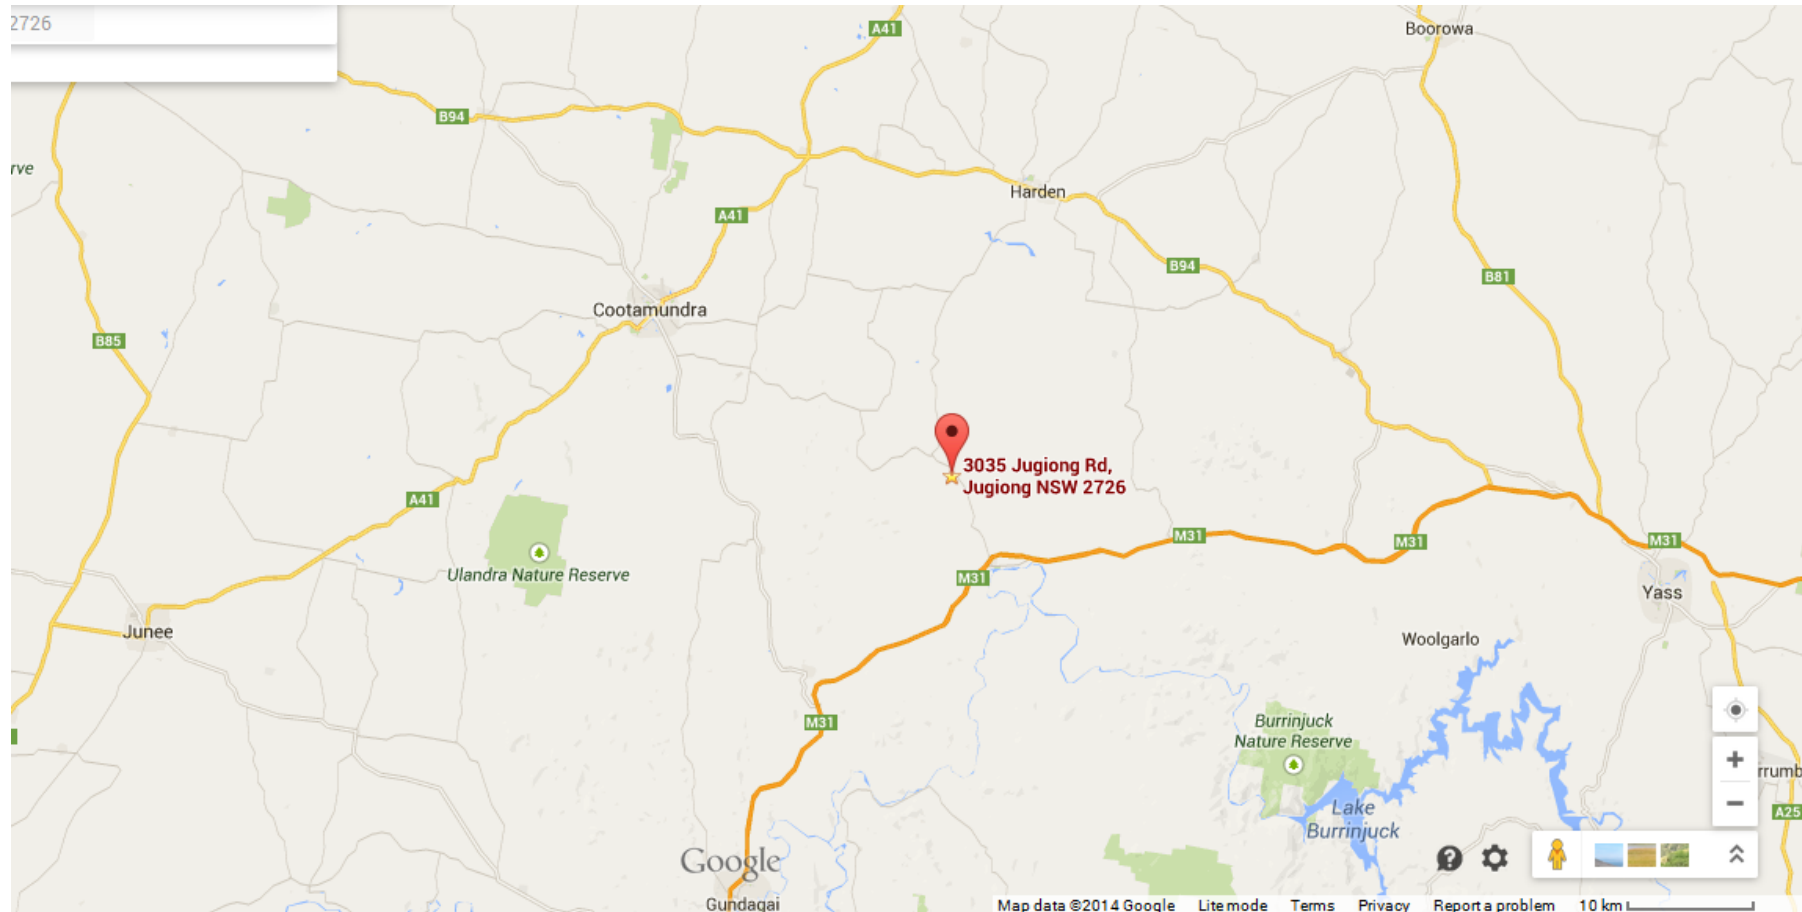 2726
A41
Boorowa
B94
rve
Harden
A41
B94
B81
Cootamundra
B85
3035 Jugiong Rd,
Jugiong NSW 2726
A41
M31
M31
M31
Ulandra Nature Reserve
M31
Yass
Junee
Woolgarlo
M31
Burrinjuck
Nature Reserve
rrumb
Lake
Burrinjuck
A25
Google
Gundagai
Map data ©2014 Google Lite mode Terms Privacy Report a problem 10 km